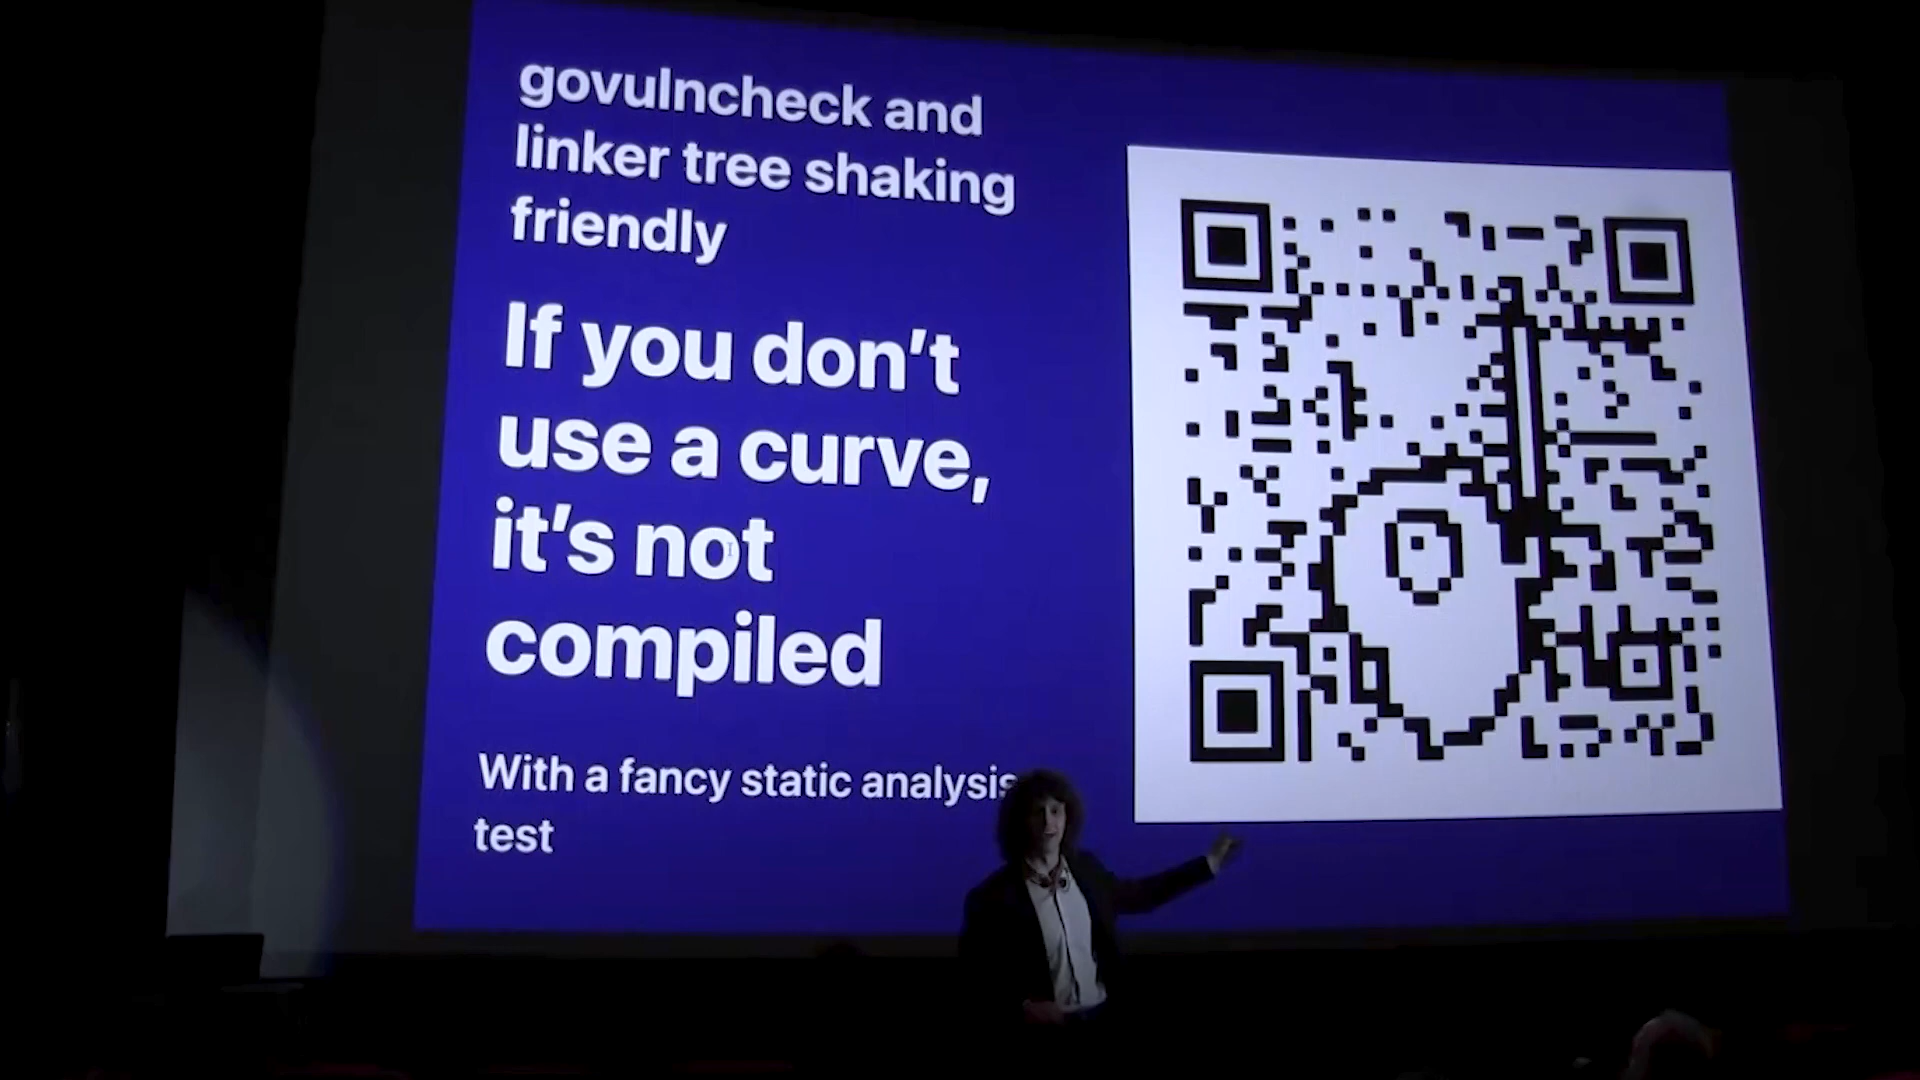 govulncheck and
linker tree shaking
friendly
If you don’t
use a curve,
it’s not
compiled
With a fancy static analysis
test